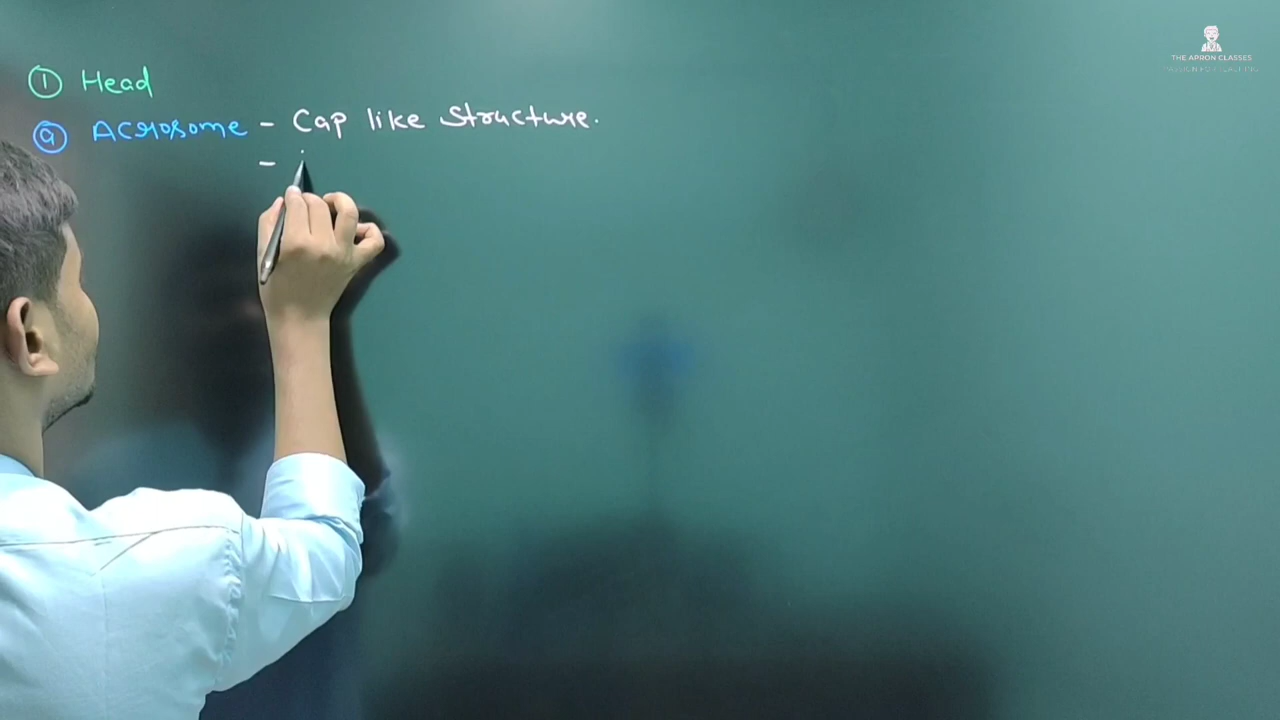 ① Head
ⓐ Acrosome - Cap like structure.
-
THE APRON CLASSES